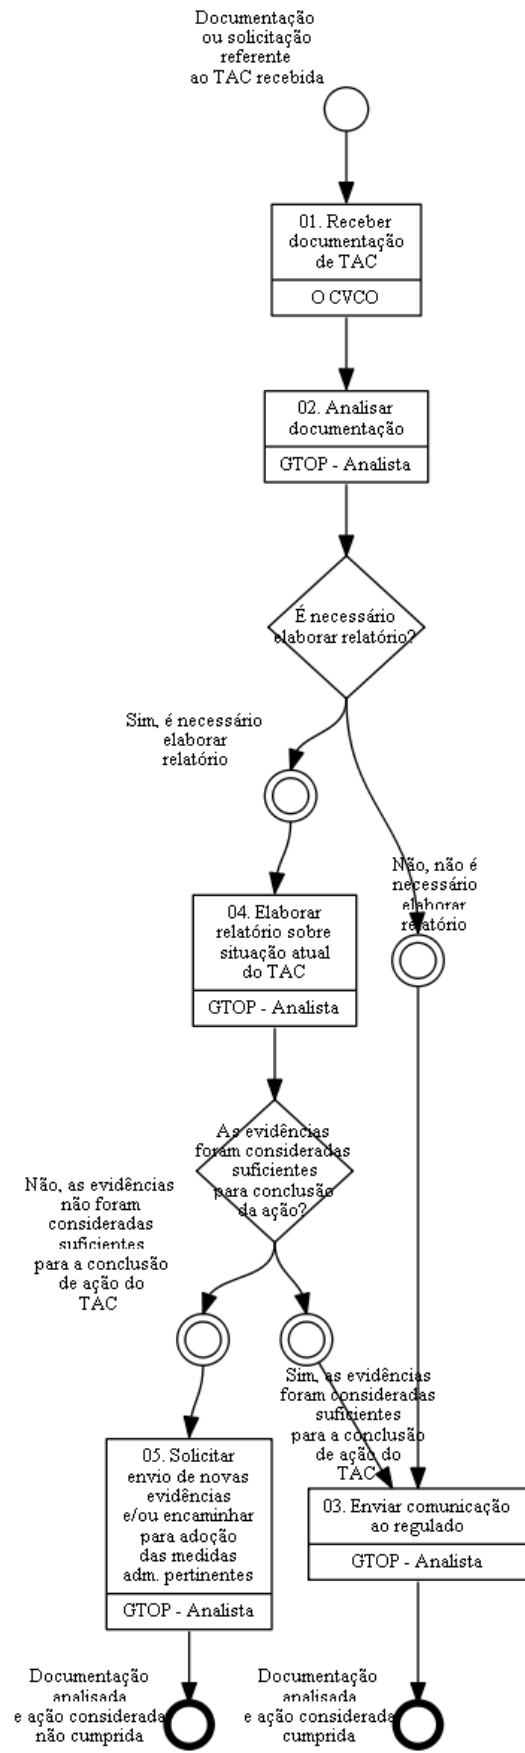 Documentação
ou solicitação
referente
ao TAC recebida
01. Receber
documentação
de TAC
O CVCO
02. Analisar
documentação
GTOP - Analista
É necessário
elaborar relatório?
Sim, é necessário
elaborar
relatório
Não, não é
necessário
elaborar
relatório
04. Elaborar
relatório sobre
situação atual
do TAC
GTOP - Analista
As evidências
foram consideradas
suficientes
para conclusão
da ação?
Não, as evidências
não foram
consideradas
suficientes
para a conclusão
de ação do
TAC
Sim, as evidências
foram consideradas
suficientes
para a conclusão
de ação do
TAC
05. Solicitar
envio de novas
evidências
e/ou encaminhar
para adoção
das medidas
adm. pertinentes
GTOP - Analista
03. Enviar comunicação
ao regulado
GTOP - Analista
Documentação
analisada
e ação considerada
não cumprida
Documentação
analisada
e ação considerada
cumprida